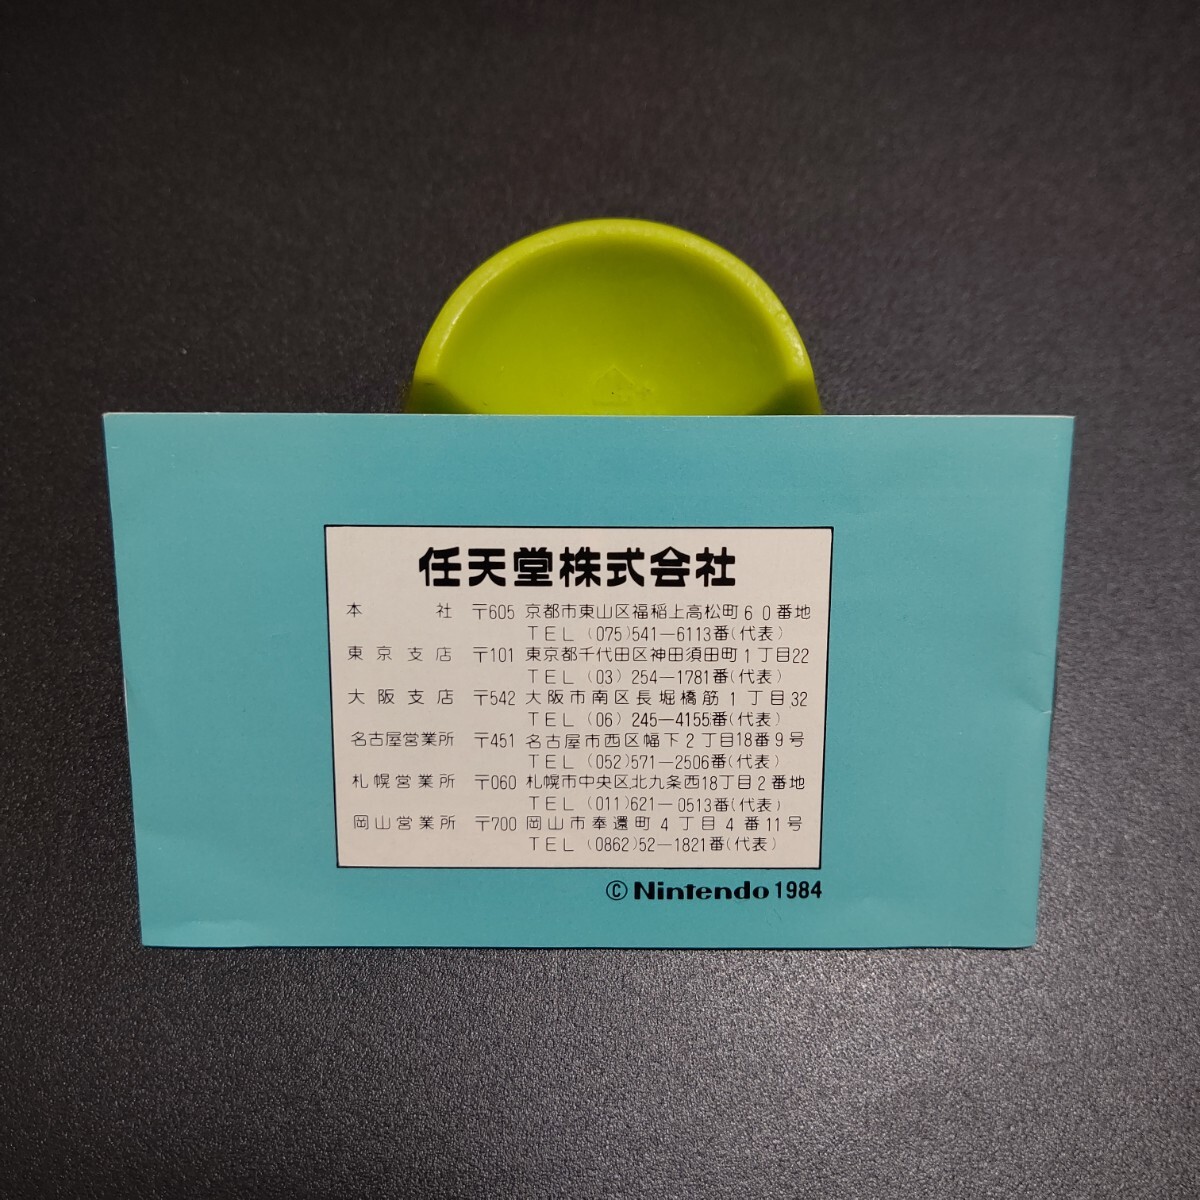 任天堂株式会社
本社 〒605 京都市東山区福稲上高松町60番地
TEL (075)541－6113番(代表)
東京支店 〒101 東京都千代田区神田須田町1丁目22
TEL (03) 254－1781番(代表)
大阪支店 〒542 大阪市南区長堀橋筋1丁目32
TEL (06) 245－4155番(代表)
名古屋営業所 〒451 名古屋市西区幅下2丁目18番9号
TEL (052)571－2506番(代表)
札幌営業所 〒060 札幌市中央区北九条西18丁目2番地
TEL (011)621－0513番(代表)
岡山営業所 〒700 岡山市奉還町4丁目4番11号
TEL (0862)52－1821番(代表)
©Nintendo 1984